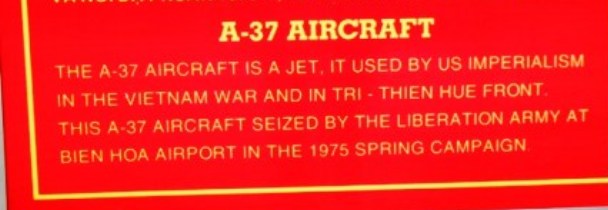 A-37 AIRCRAFT
THE A-37 AIRCRAFT IS A JET, IT USED BY US IMPERIALISM
IN THE VIETNAM WAR AND IN TRI - THIEN HUE FRONT.
THIS A-37 AIRCRAFT SEIZED BY THE LIBERATION ARMY AT
BIEN HOA AIRPORT IN THE 1975 SPRING CAMPAIGN.